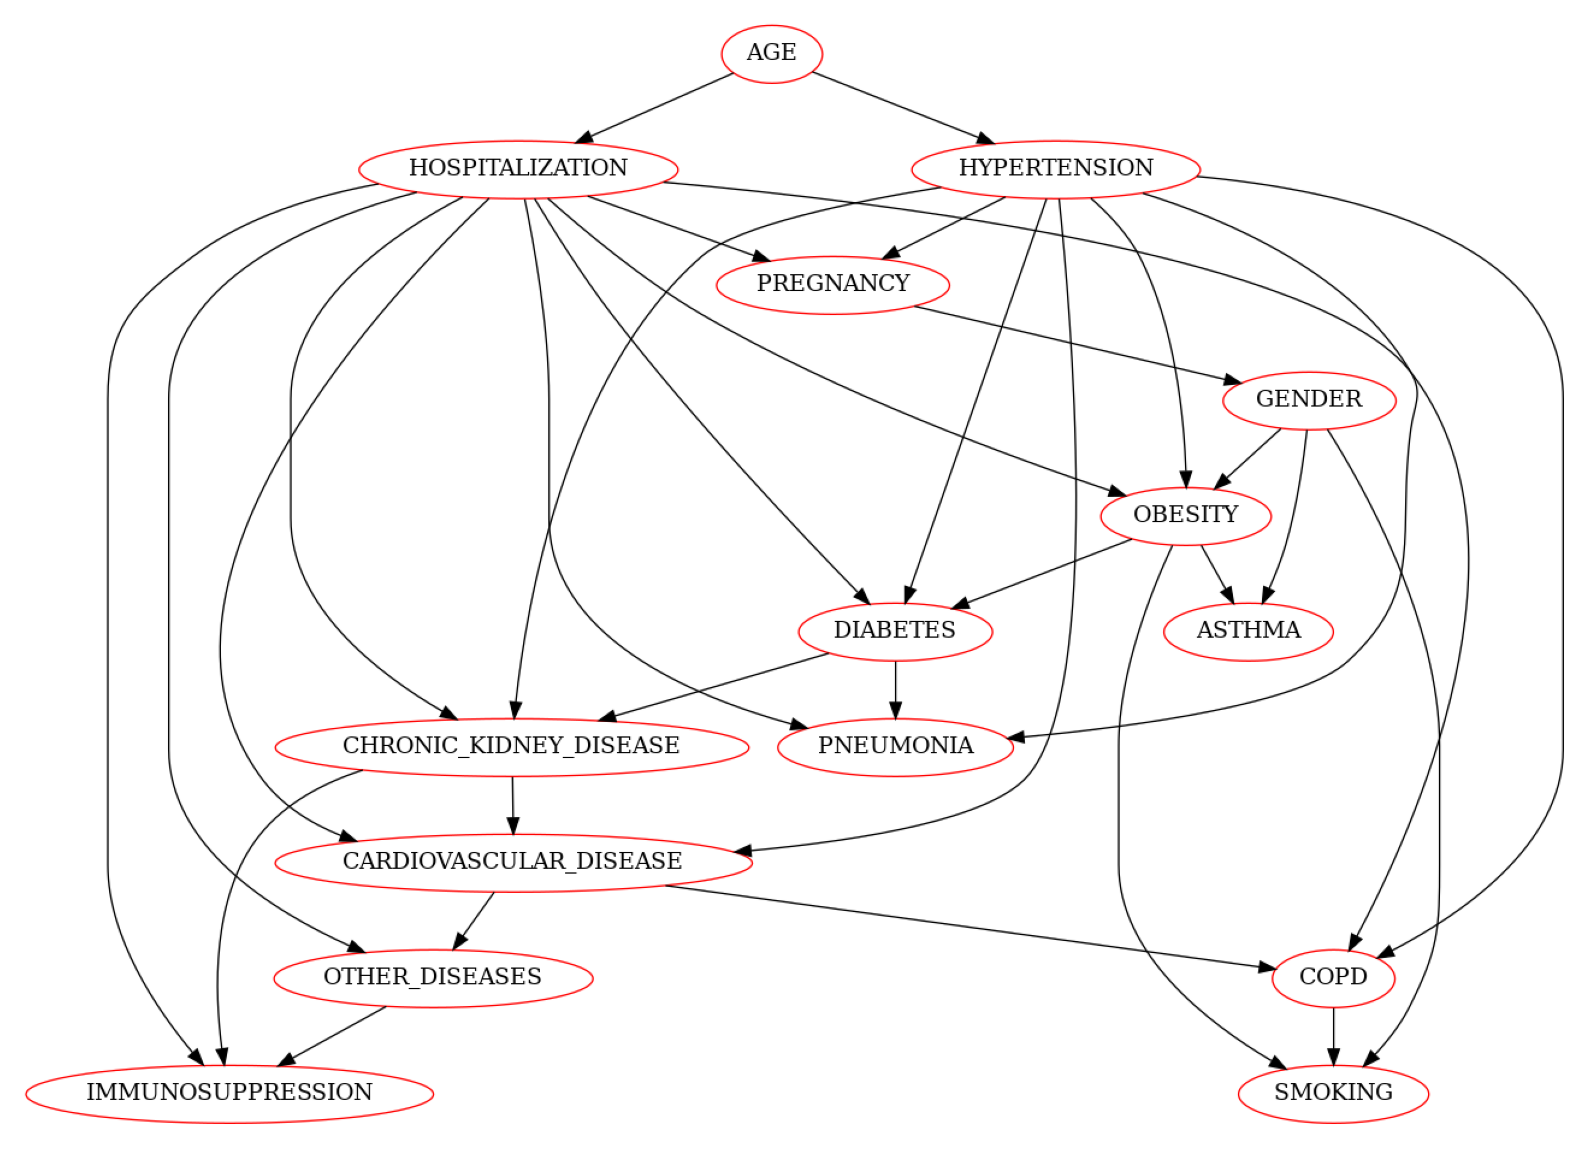 AGE
HOSPITALIZATION
HYPERTENSION
PREGNANCY
GENDER
OBESITY
DIABETES
ASTHMA
CHRONIC_KIDNEY_DISEASE
PNEUMONIA
CARDIOVASCULAR_DISEASE
OTHER_DISEASES
COPD
IMMUNOSUPPRESSION
SMOKING